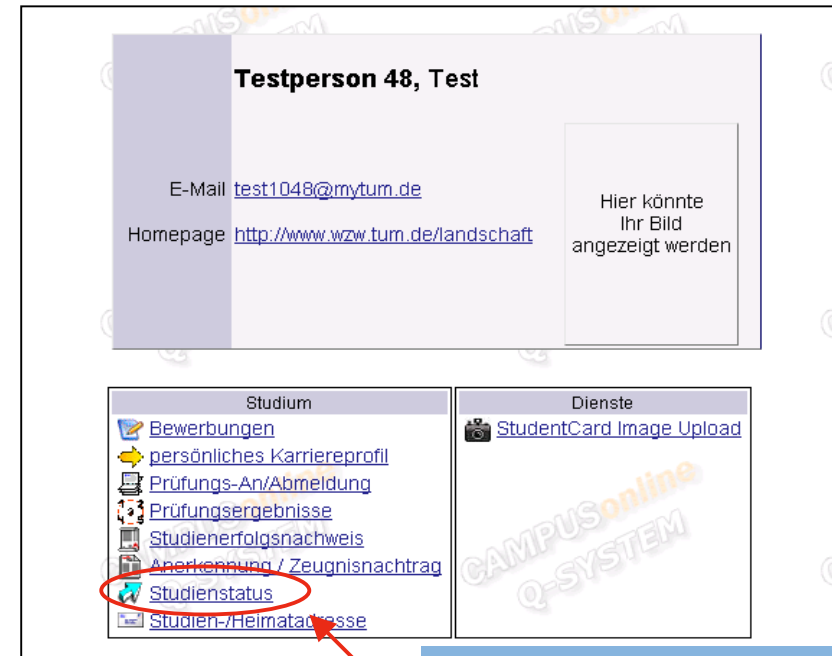 Testperson 48, Test
E-Mail test1048@mytum.de
Homepage http://www.wzw.tum.de/landschaft
Hier könnte
Ihr Bild
angezeigt werden
Studium
Bewerbungen
persönliches Karriereprofil
Prüfungs-An/Abmeldung
Prüfungsergebnisse
Studienerfolgsnachweis
Anerkennung / Zeugnisnachtrag
Studienstatus
Studien-/Heimatadresse
Dienste
StudentCard Image Upload
CAMPUSonline
Q-SYSTEM